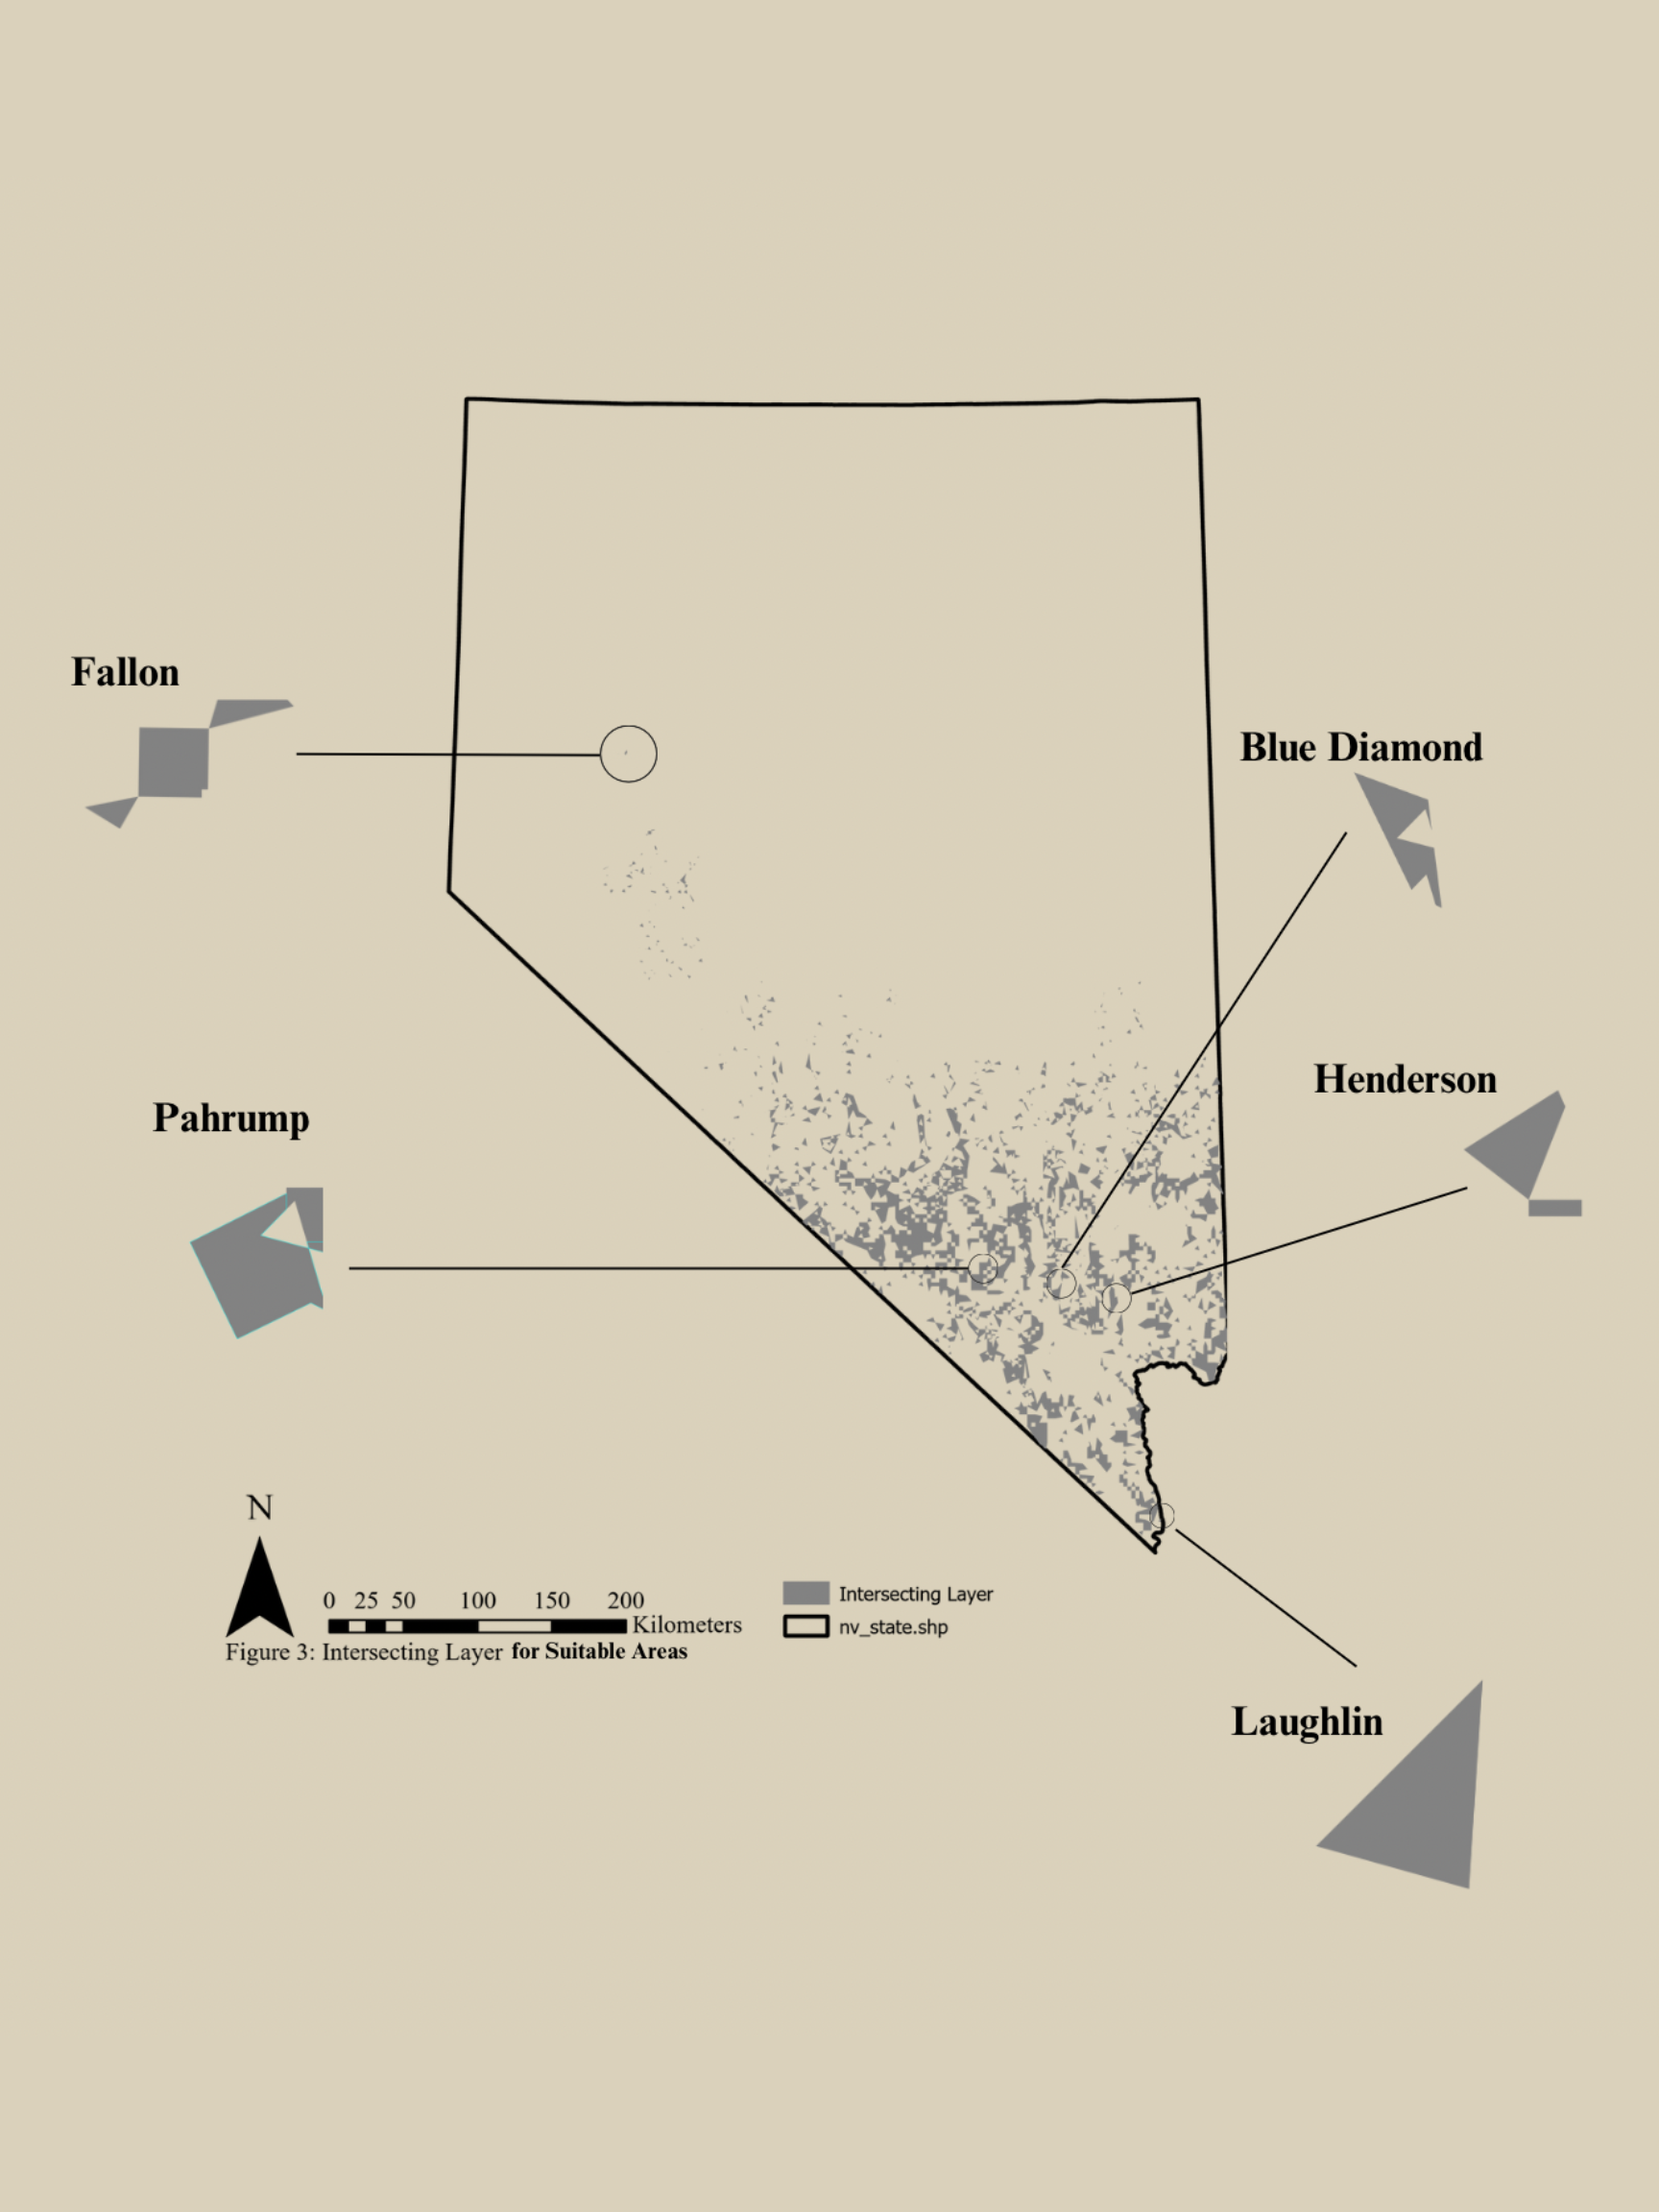 Fallon
Blue Diamond
Henderson
Pahrump
N
0 25 50 100 150 200
Kilometers
Intersecting Layer
nv_state.shp
Figure 3: Intersecting Layer for Suitable Areas
Laughlin